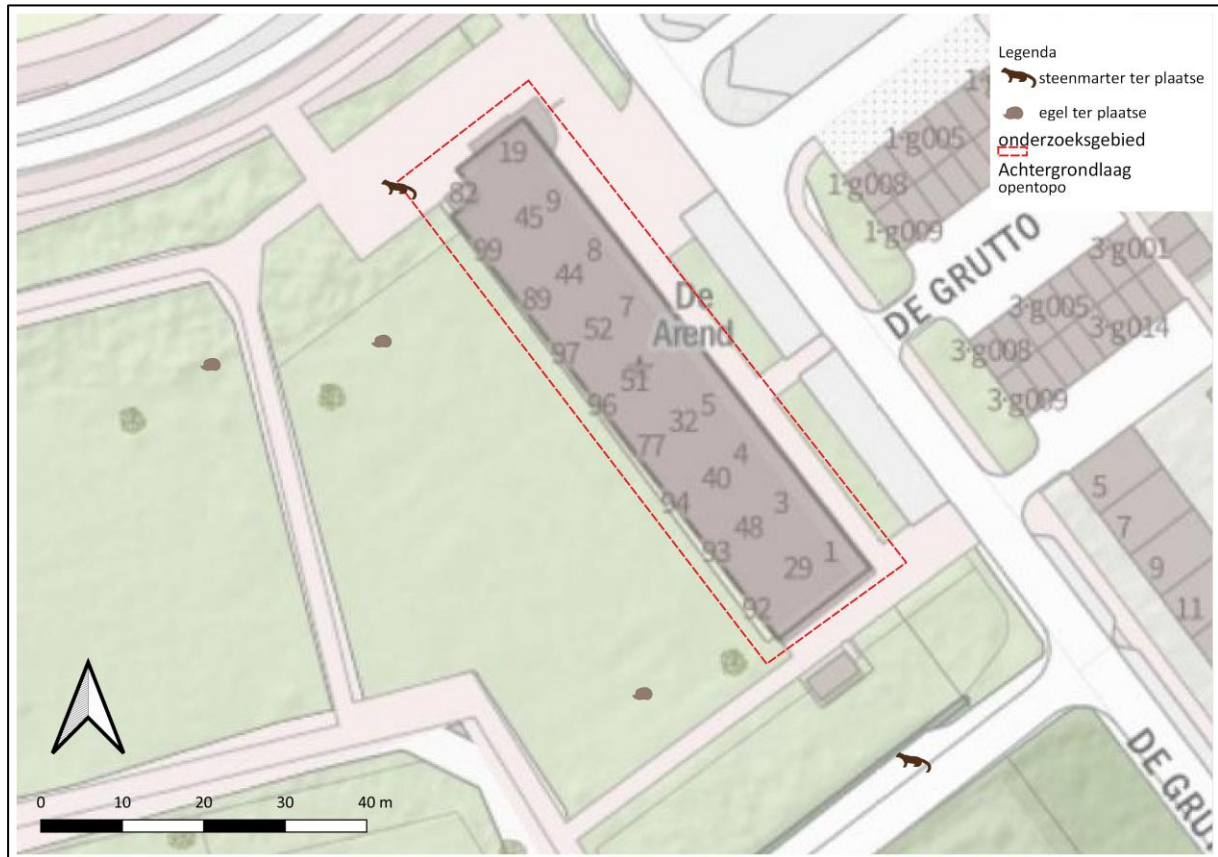 Legenda
steenmarter ter plaatse
egel ter plaatse
onderzoeksgebied
Achtergrondlaag
opentopo
1-g005
1-g008
1-g009
DE GRUTTO
3-g001
3-g005
3-g014
3-g008
3-g009
19
82
9
45
99
8
44
89
7
De
Arend
52
97
51
96
5
32
77
4
40
94
3
48
93
1
29
92
5
7
9
11
DE GRU
0 10 20 30 40 m